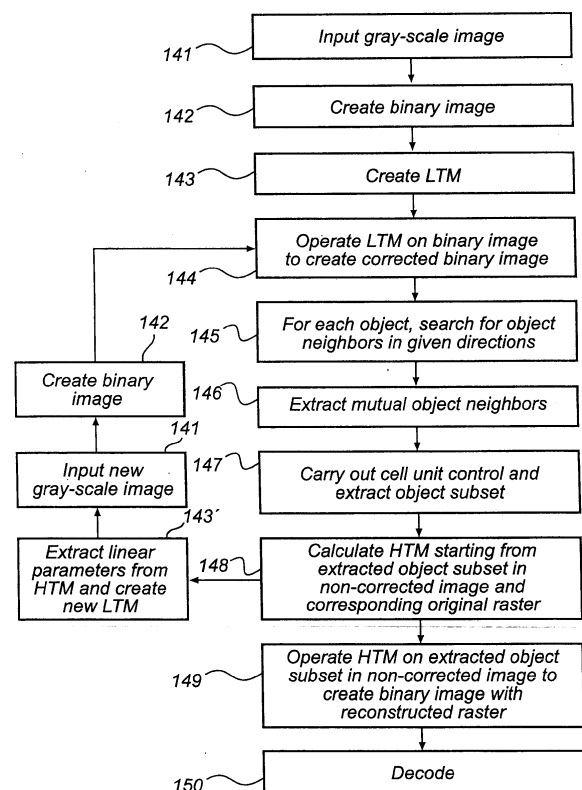 Input gray-scale image
141
Create binary image
142
Create LTM
143
Operate LTM on binary image
to create corrected binary image
144
For each object, search for object
neighbors in given directions
145
142
Create binary
image
Extract mutual object neighbors
146
141
Input new
gray-scale image
147
Carry out cell unit control and
extract object subset
143´
Extract linear
parameters from
HTM and create
new LTM
148
Calculate HTM starting from
extracted object subset in
non-corrected image and
corresponding original raster
Operate HTM on extracted object
subset in non-corrected image to
create binary image with
reconstructed raster
149
Decode
150